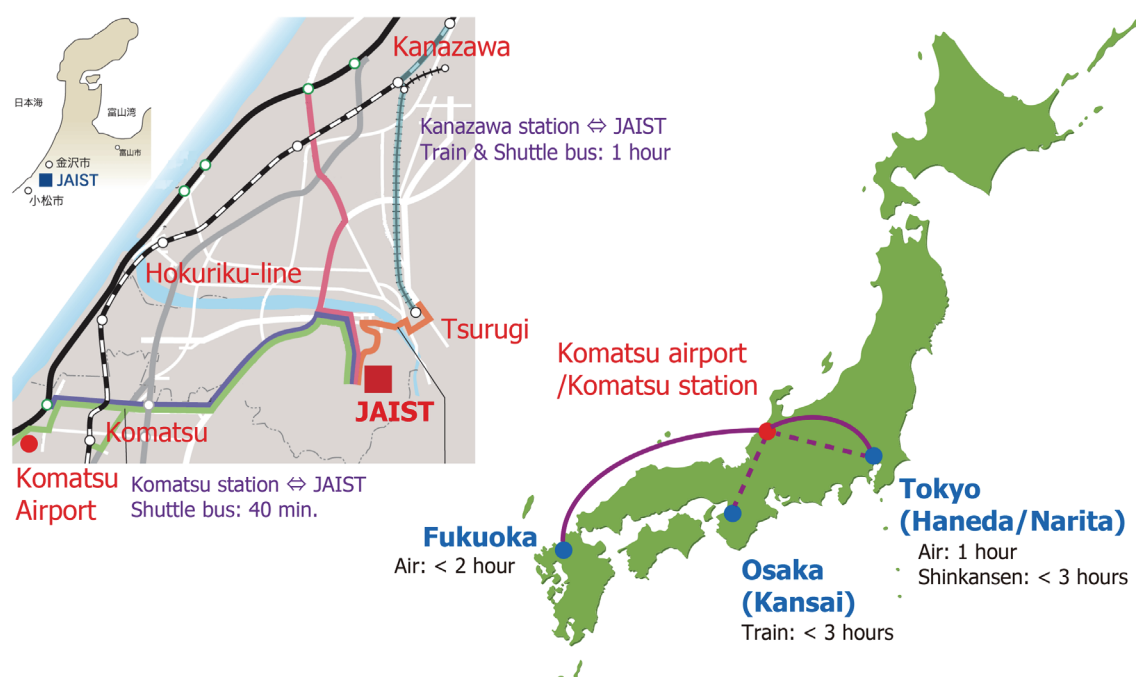 日本海
富山湾
富山市
金沢市
JAIST
小松市
Kanazawa
Kanazawa station ⇔ JAIST
Train & Shuttle bus: 1 hour
Hokuriku-line
Tsurugi
JAIST
Komatsu
Komatsu
Airport
Komatsu station ⇔ JAIST
Shuttle bus: 40 min.
Komatsu airport
/Komatsu station
Fukuoka
Air: < 2 hour
Osaka
(Kansai)
Train: < 3 hours
Tokyo
(Haneda/Narita)
Air: 1 hour
Shinkansen: < 3 hours